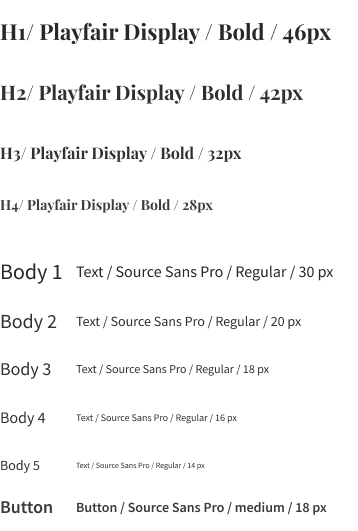 H1/ Playfair Display / Bold / 46px
H2/ Playfair Display / Bold / 42px
H3/ Playfair Display / Bold / 32px
H4/ Playfair Display / Bold / 28px
Body 1 Text / Source Sans Pro / Regular / 30 px
Body 2 Text / Source Sans Pro / Regular / 20 px
Body 3 Text / Source Sans Pro / Regular / 18 px
Body 4 Text / Source Sans Pro / Regular / 16 px
Body 5 Text / Source Sans Pro / Regular / 14 px
Button Button / Source Sans Pro / medium / 18 px